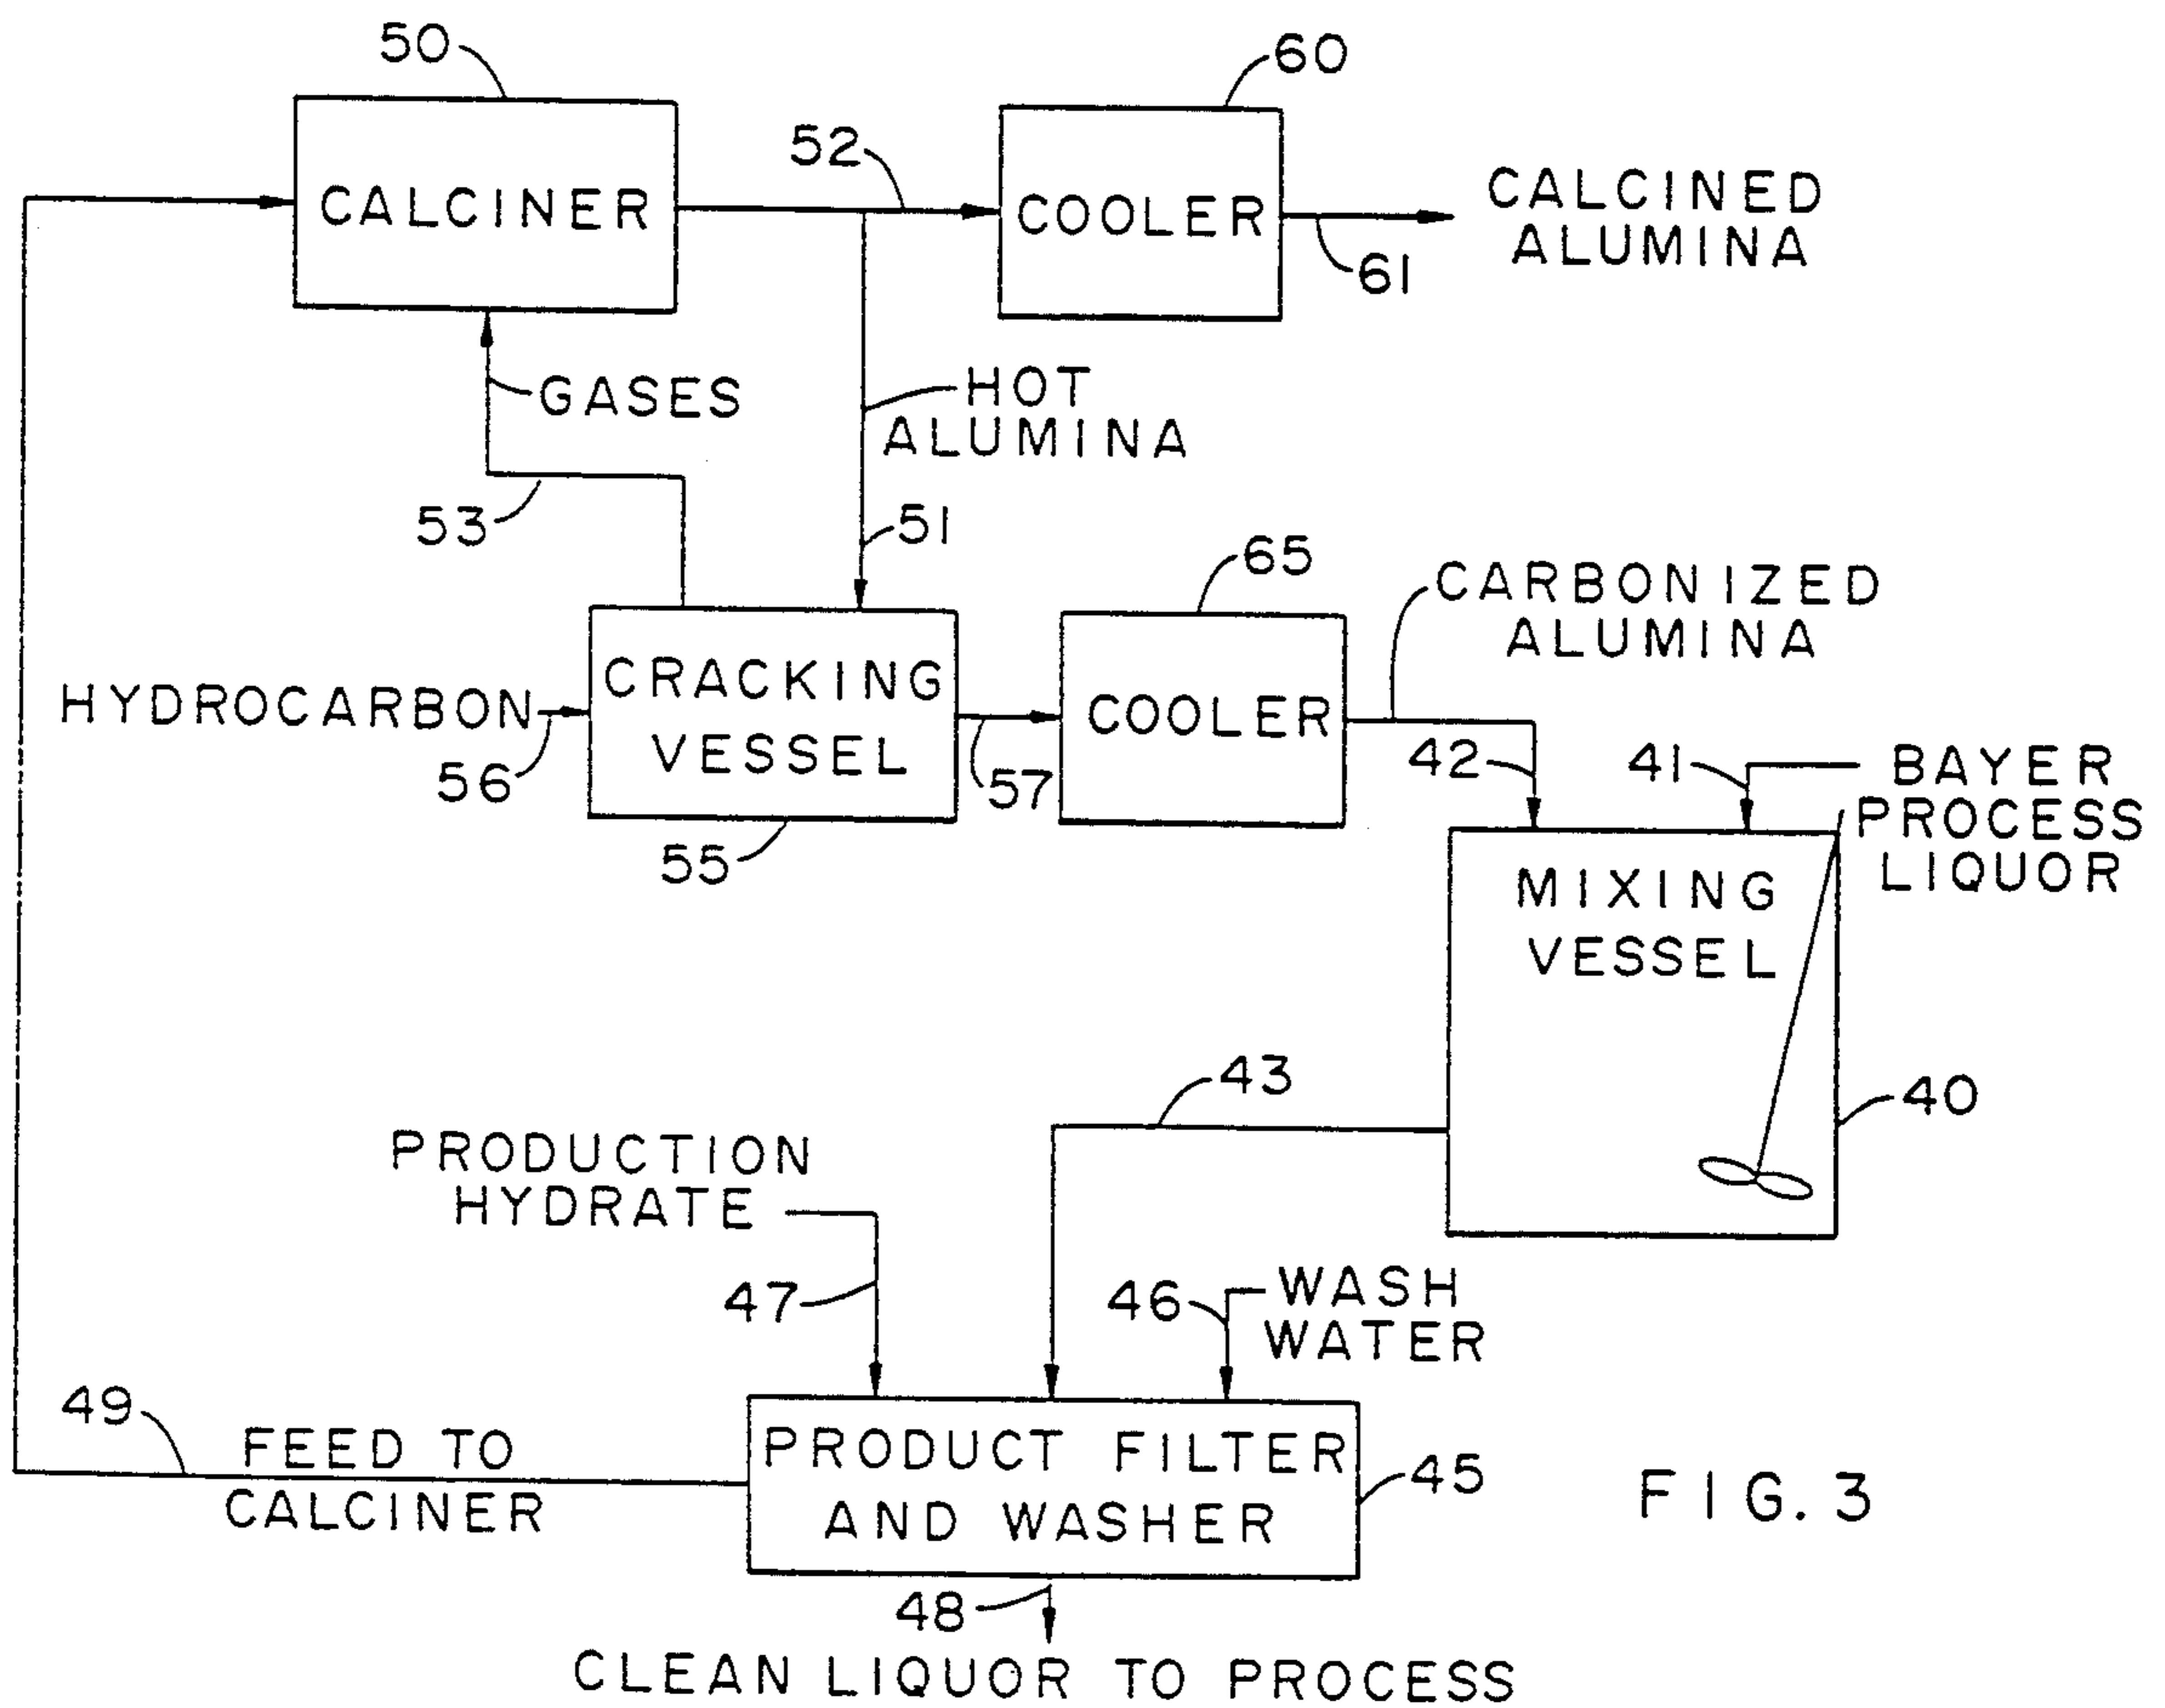 50
60
52
CALCINER
COOLER
CALCINED
ALUMINA
61
GASES
HOT
ALUMINA
53
51
65
CARBONIZED
ALUMINA
HYDROCARBON
CRACKING
VESSEL
COOLER
56
57
42
41
BAYER
PROCESS
LIQUOR
55
MIXING
VESSEL
43
40
PRODUCTION
HYDRATE
47
46
WASH
WATER
49
FEED TO
CALCINER
PRODUCT FILTER
AND WASHER
45
FIG. 3
48
CLEAN LIQUOR TO PROCESS